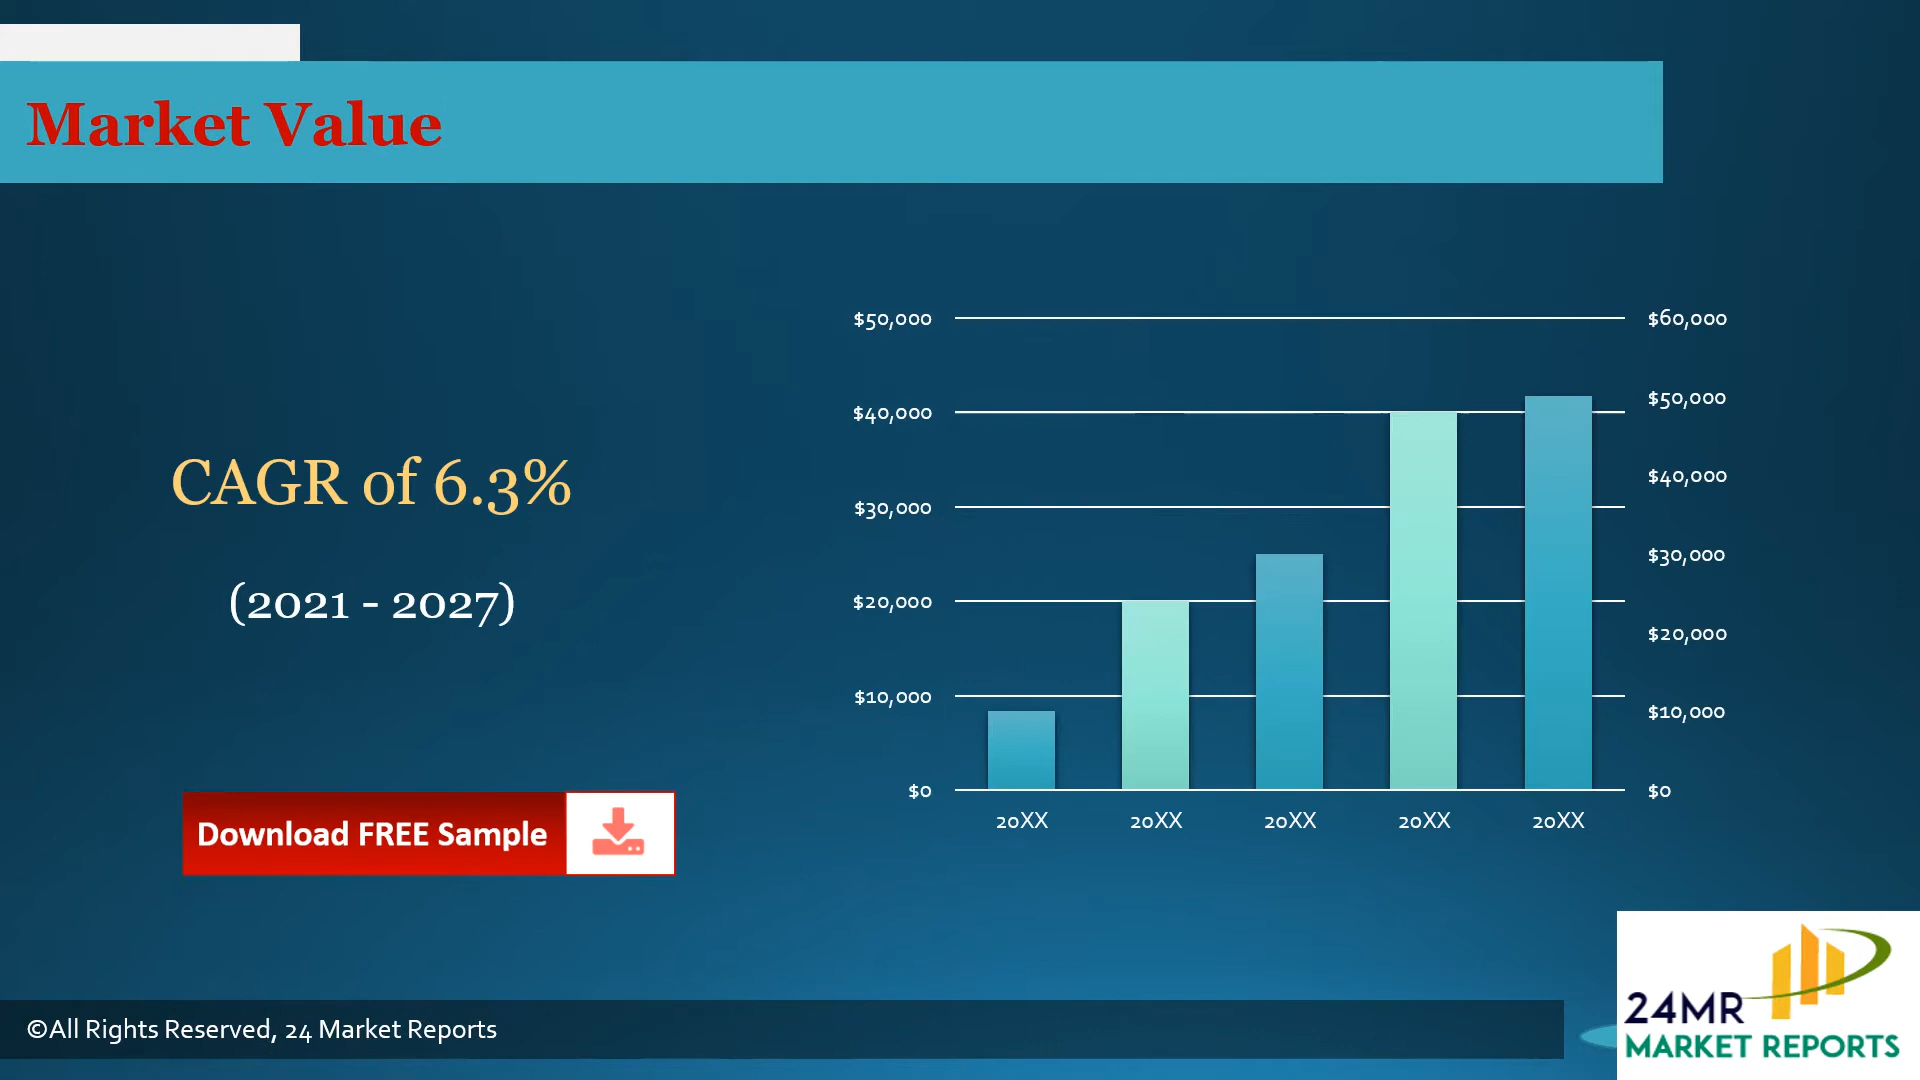 Market Value
CAGR of 6.3%
(2021 - 2027)
Download FREE Sample
$50,000
$40,000
$30,000
$20,000
$10,000
$0
$60,000
$50,000
$40,000
$30,000
$20,000
$10,000
$0
20XX 20XX 20XX 20XX 20XX
©All Rights Reserved, 24 Market Reports
24MR
MARKET REPORTS